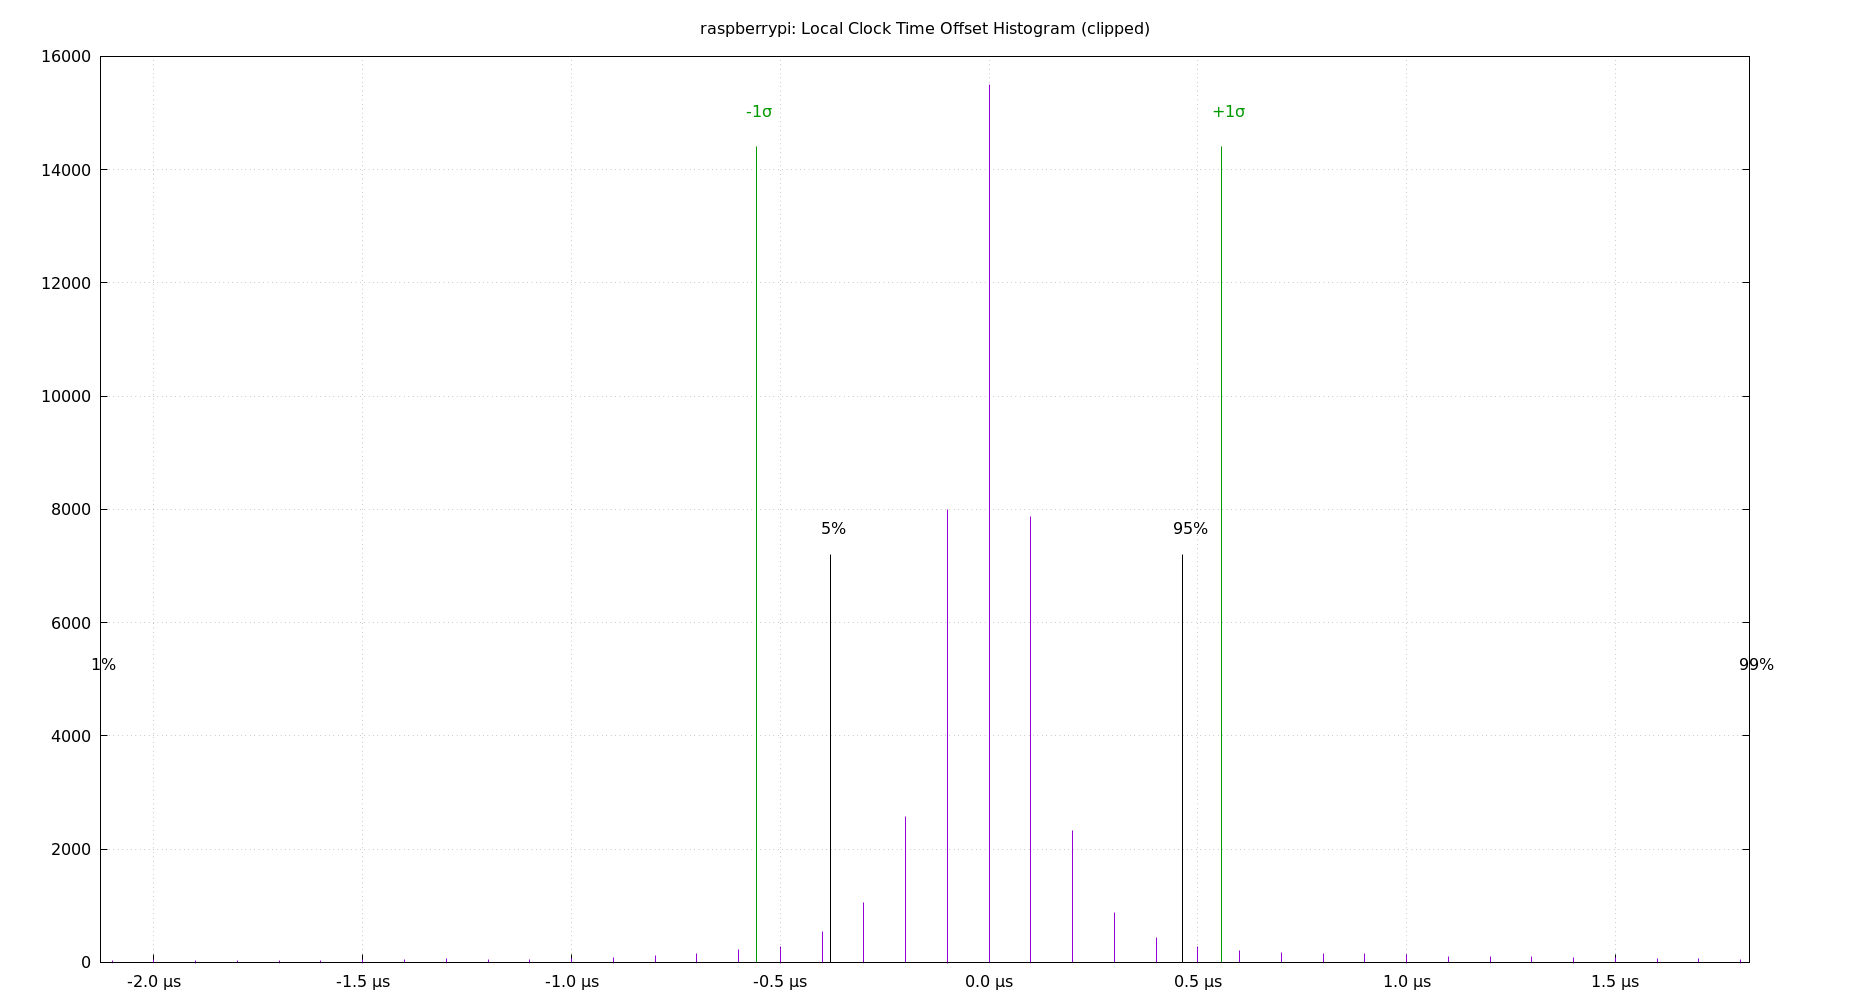 raspberrypi: Local Clock Time Offset Histogram (clipped)
16000
-1σ
+1σ
14000
12000
10000
8000
5%
95%
6000
1%
99%
4000
2000
0
-2.0 μs
-1.5 μs
-1.0 μs
-0.5 μs
0.0 μs
0.5 μs
1.0 μs
1.5 μs